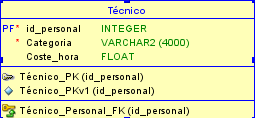 Técnico
PF* id_personal INTEGER
* Categoria VARCHAR2 (4000)
Coste_hora FLOAT
Técnico_PK (id_personal)
Técnico_PKv1 (id_personal)
Técnico_Personal_FK (id_personal)